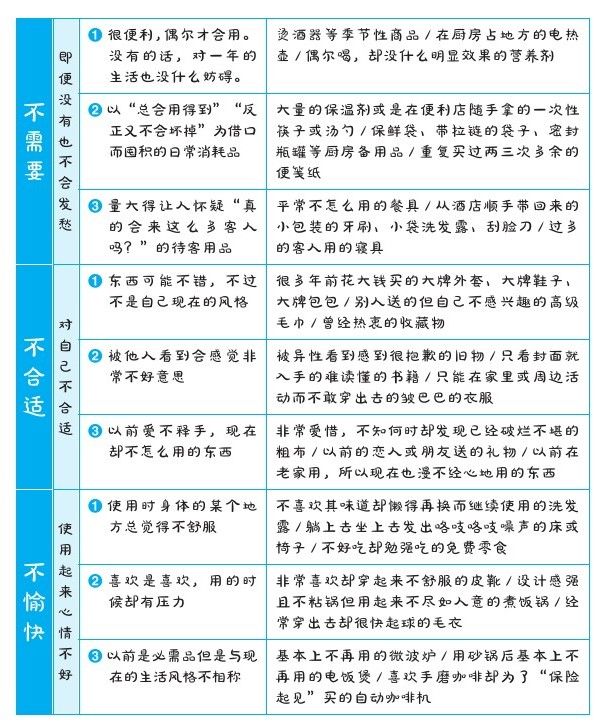 不需要
即便没有也不会发愁
❶ 很便利,偶尔才会用。
没有的话，对一年的
生活也没什么妨碍。
烫酒器等季节性商品/在厨房占地方的电热
壶/偶尔喝，却没什么明显效果的营养剂
❷ 以“总会用得到”“反
正又不会坏掉”为借口
而囤积的日常消耗品
大量的保温剂或是在便利店随手拿的一次性
筷子或汤勺/保鲜袋、带拉链的袋子、密封
瓶罐等厨房备用品/重复买过两三次多余的
便笺纸
❸ 量大得让人怀疑“真
的会来这么多客人
吗？”的待客用品
平常不怎么用的餐具/从酒店顺手带回来的
小包装的牙刷、小袋洗发露、刮脸刀/过多
的客人用的寝具
不合适
对自己不合适
❶ 东西可能不错，不过
不是自己现在的风格
很多年前花大钱买的大牌外套、大牌鞋子、
大牌包包/别人送的但自己不感兴趣的高级
毛巾/曾经热衷的收藏物
❷ 被他人看到会感觉非
常不好意思
被异性看到感到很抱歉的旧物/只看封面就
入手的难读懂的书籍/只能在家里或周边活
动而不敢穿出去的皱巴巴的衣服
❸ 以前爱不释手，现在
却不怎么用的东西
非常爱惜，不知何时却发现已经破烂不堪的
粗布/以前的恋人或朋友送的礼物/以前在
老家用，所以现在也漫不经心地用的东西
不愉快
使用起来心情不好
❶ 使用时身体的某个地
方总觉得不舒服
不喜欢其味道却懒得再换而继续使用的洗发
露/躺上去坐上去发出咯吱咯吱噪声的床或
椅子/不好吃却勉强吃的免费零食
❷ 喜欢是喜欢，用的时
候却有压力
非常喜欢却穿起来不舒服的皮靴/设计感强
且不粘锅但用起来不尽如人意的煮饭锅/经
常穿出去却很快起球的毛衣
❸ 以前是必需品但是与现
在的生活风格不相称
基本上不再用的微波炉/用砂锅后基本上不
再用的电饭煲/喜欢手磨咖啡却为了“保险
起见”买的自动咖啡机